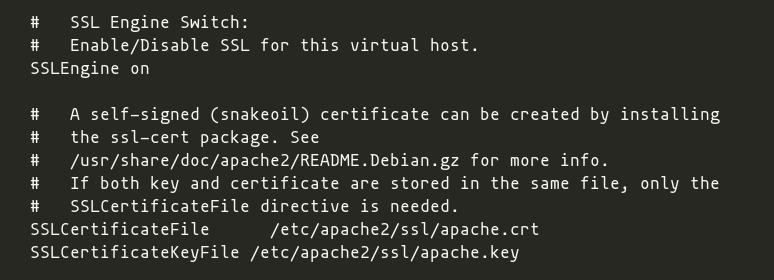 #   SSL Engine Switch:
#   Enable/Disable SSL for this virtual host.
SSLEngine on
#   A self-signed (snakeoil) certificate can be created by installing
#   the ssl-cert package. See
#   /usr/share/doc/apache2/README.Debian.gz for more info.
#   If both key and certificate are stored in the same file, only the
#   SSLCertificateFile directive is needed.
SSLCertificateFile      /etc/apache2/ssl/apache.crt
SSLCertificateKeyFile /etc/apache2/ssl/apache.key